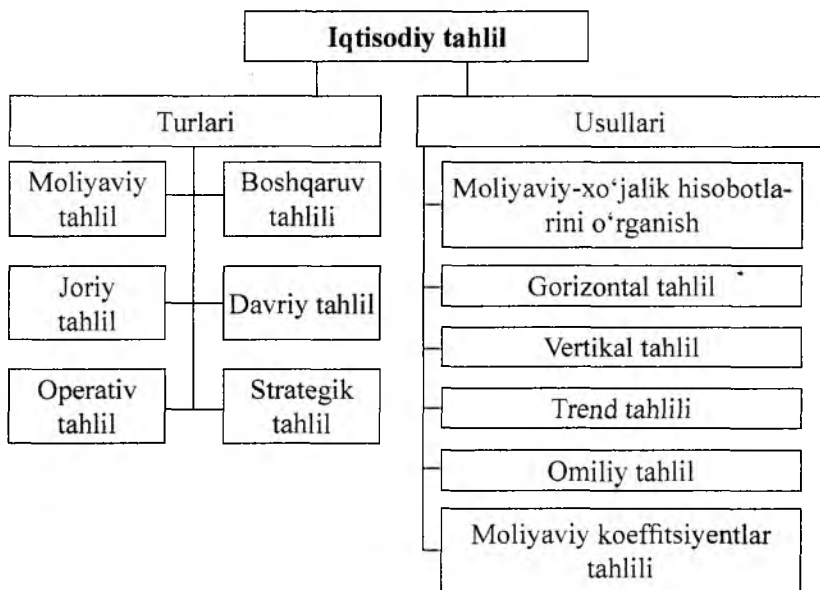 Iqtisodiy tahlil
Turlari
Moliyaviy
tahlil
Boshqaruv
tahlili
Joriy
tahlil
Davriy tahlil
Operativ
tahlil
Strategik
tahlil
Usullari
Moliyaviy-xo‘jalik hisobotla-
rini o‘rganish
Gorizontal tahlil
Vertikal tahlil
Trend tahlili
Omiliy tahlil
Moliyaviy koeffitsiyentlar
tahlili